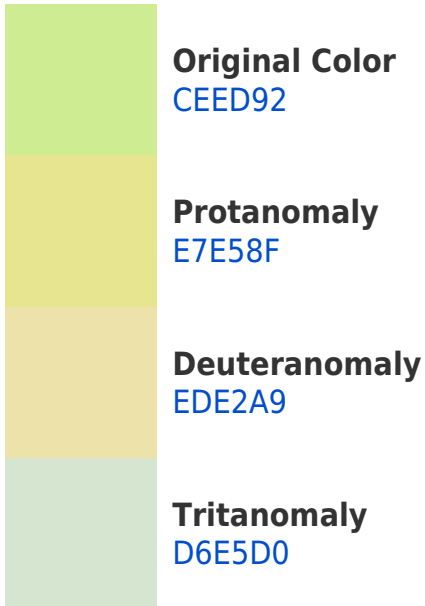 Original Color
CEED92
Protanomaly
E7E58F
Deuteranomaly
EDE2A9
Tritanomaly
D6E5D0